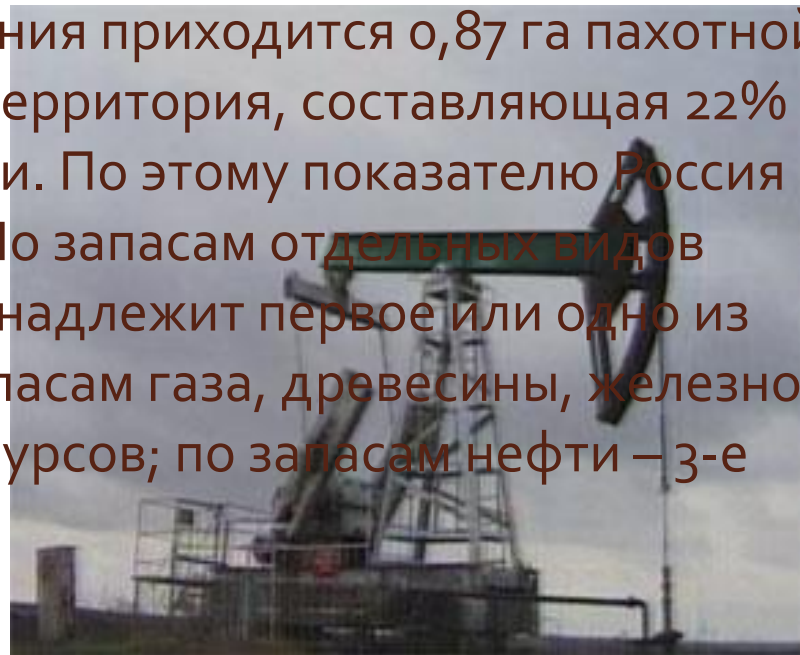 ния приходится 0,87 га пахотной
ерритория, составляющая 22%
и. По этому показателю Россия
По запасам отдельных видов
надлежит первое или одно из
пасам газа, древесины, железно
урсов; по запасам нефти – 3-е